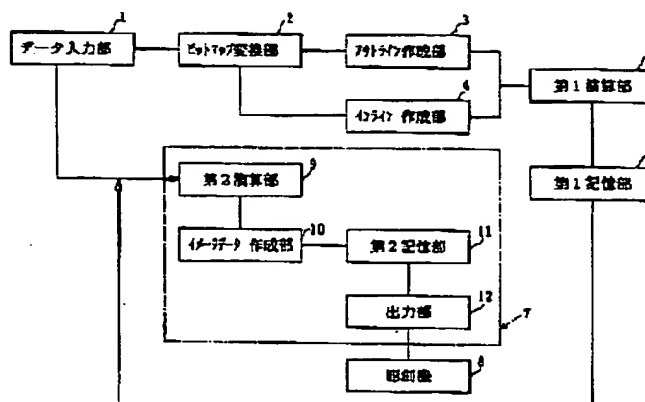 1
データ入力部
2
ビットマップ変換部
3
アウトライン作成部
4
インライン 作成部
第1演算部
第1記憶部
9
第2演算部
10
イメージデータ 作成部
11
第2記憶部
12
出力部
7
8